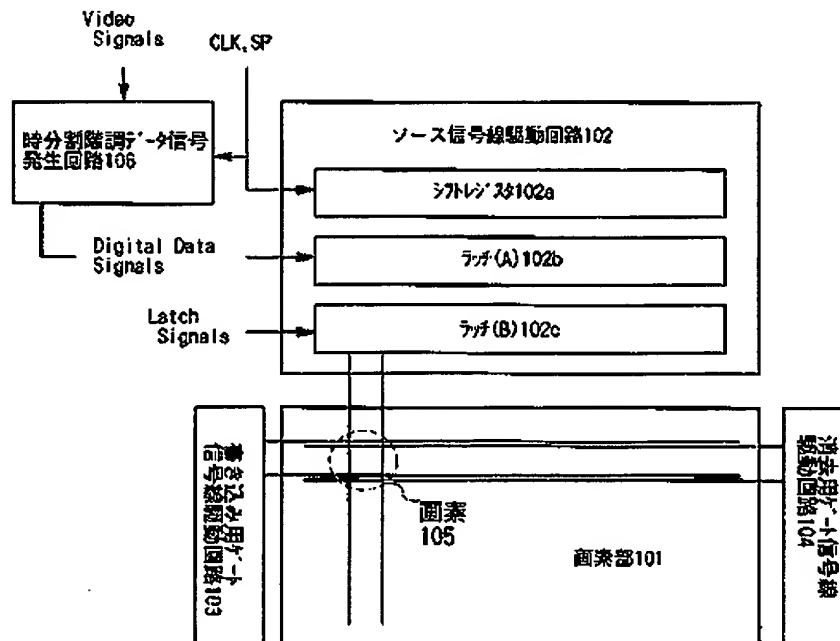 Video
Signals
CLK,SP
時分割階調ﾃﾞｰﾀ信号
発生回路106
ソース信号線駆動回路102
ｼﾌﾄﾚｼﾞｽﾀ102a
Digital Data
Signals
ﾗｯﾁ(A)102b
Latch
Signals
ﾗｯﾁ(B)102c
書き込み用ｹﾞｰﾄ
信号線駆動回路103
画素
105
画素部101
消去用ｹﾞｰﾄ信号線
駆動回路104